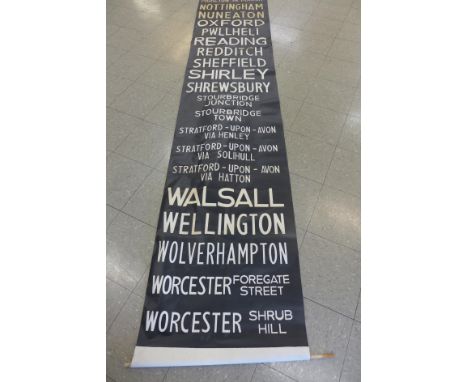 NOTTINGHAM
NUNEATON
OXFORD
PWLLHELI
READING
REDDITCH
SHEFFIELD
SHIRLEY
SHREWSBURY
STOURBRIDGE
JUNCTION
STOURBRIDGE
TOWN
STRATFORD-UPON-AVON
VIA HENLEY
STRATFORD-UPON-AVON
VIA SOLIHULL
STRATFORD-UPON-AVON
VIA HATTON
WALSALL
WELLINGTON
WOLVERHAMPTON
WORCESTER FOREGATE STREET
WORCESTER SHRUB HILL